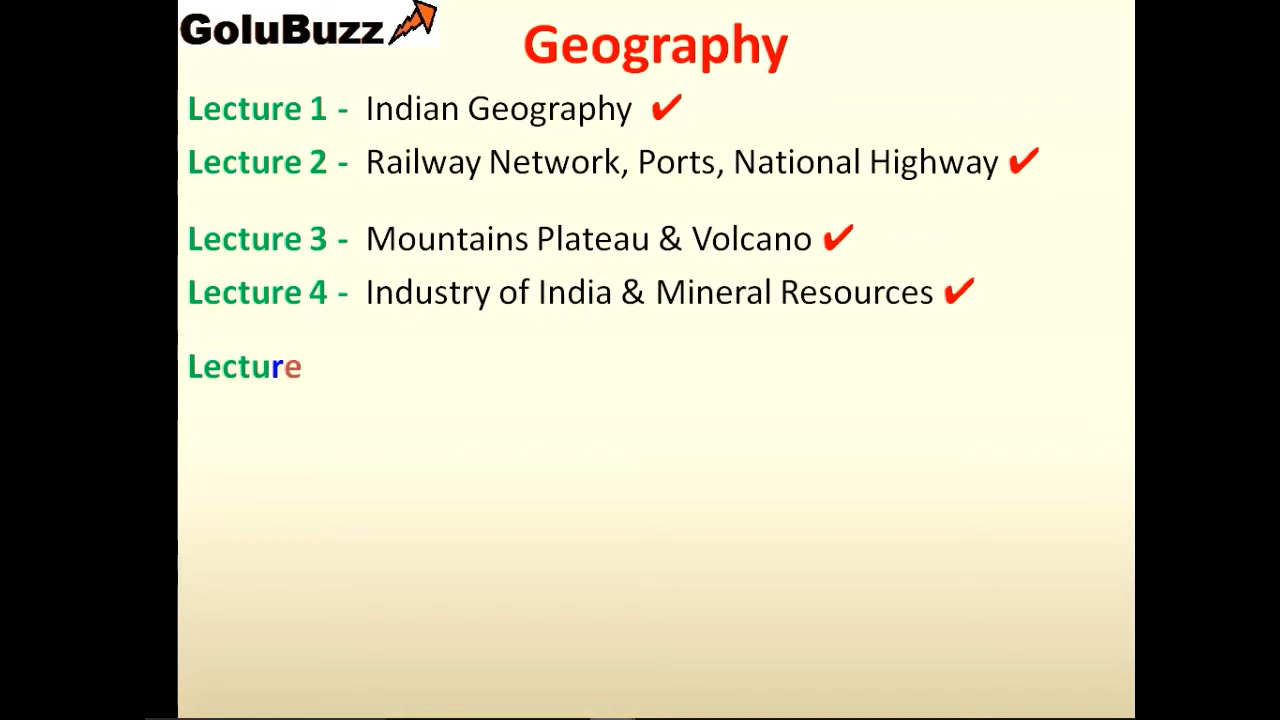 GoluBuzz
Geography
Lecture 1 - Indian Geography ✔
Lecture 2 - Railway Network, Ports, National Highway ✔
Lecture 3 - Mountains Plateau & Volcano ✔
Lecture 4 - Industry of India & Mineral Resources ✔
Lecture